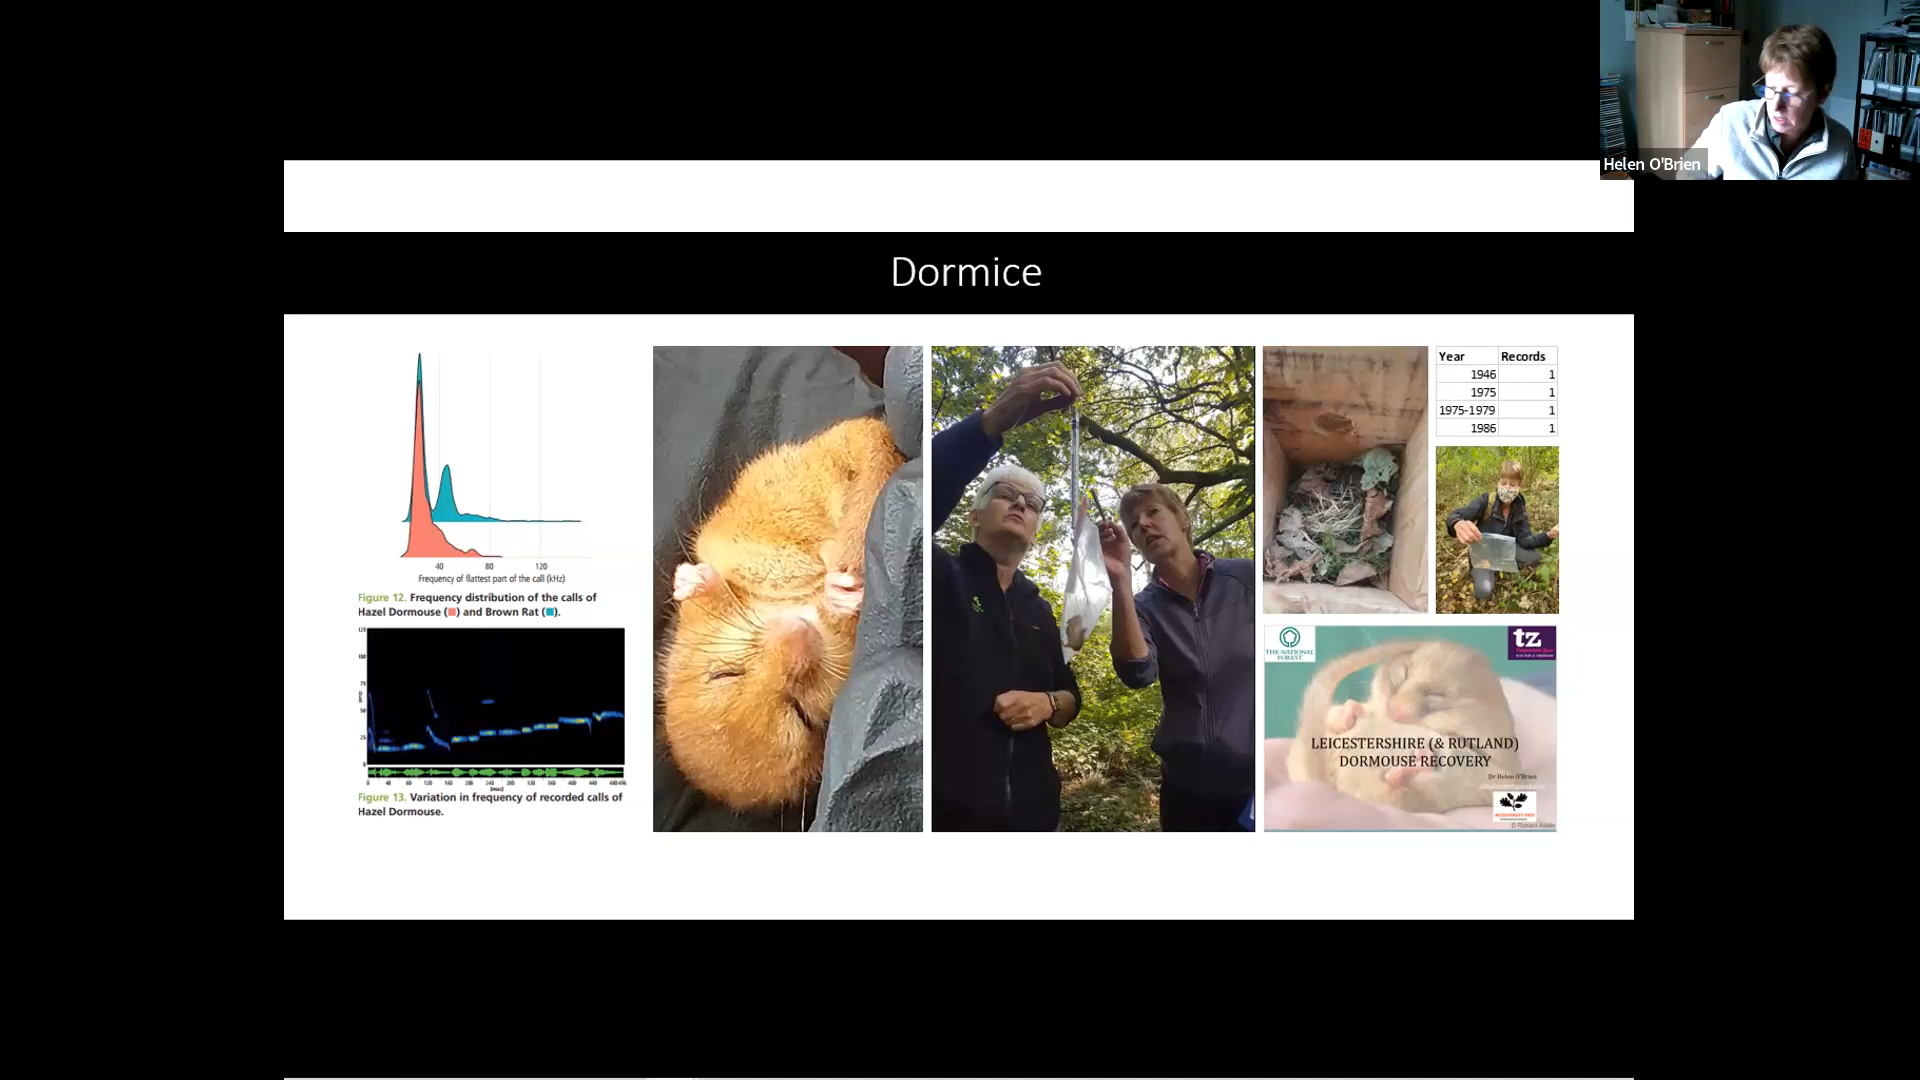 Helen O'Brien
Dormice
40 80 120
Frequency of flattest part of the call (kHz)
Figure 12. Frequency distribution of the calls of
Hazel Dormouse (■) and Brown Rat (■).
Figure 13. Variation in frequency of recorded calls of
Hazel Dormouse.
Year Records
1946 1
1975 1
1975-1979 1
1986 1
THE NATIONAL
FOREST
tz
LEICESTERSHIRE (& RUTLAND)
DORMOUSE RECOVERY
Dr Helen O'Brien